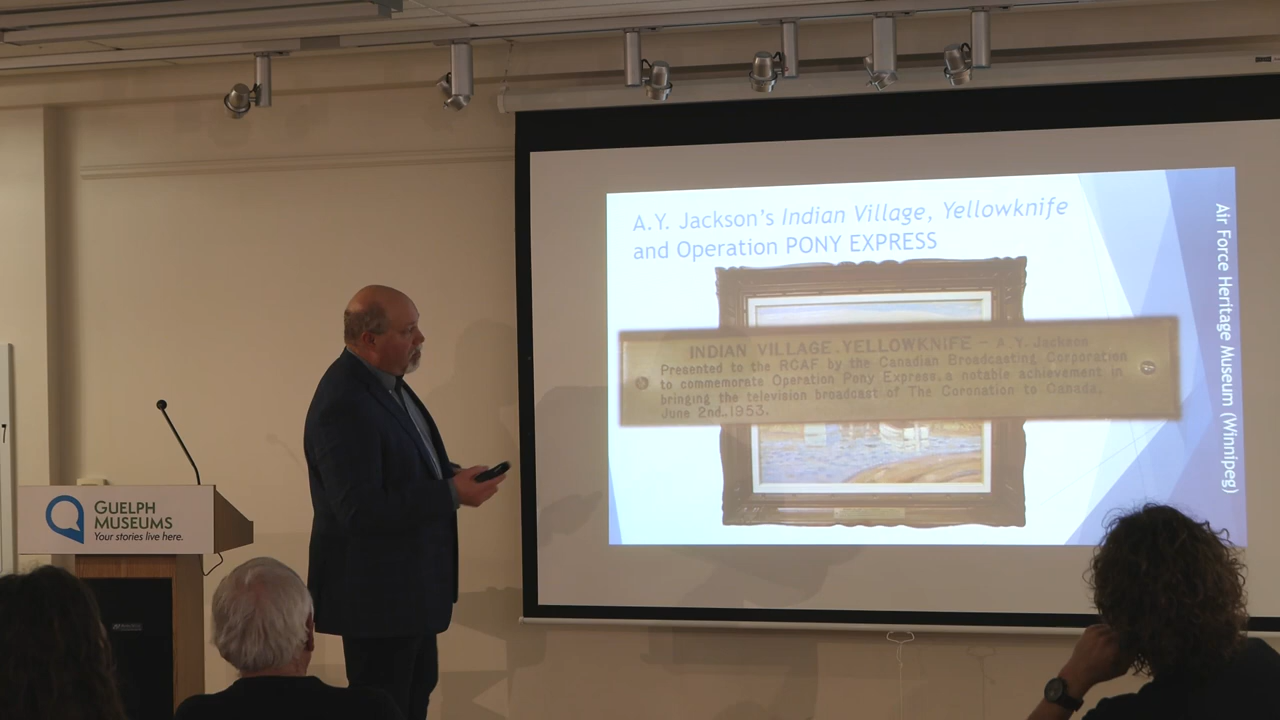 A.Y. Jackson's Indian Village, Yellowknife
and Operation PONY EXPRESS
INDIAN VILLAGE YELLOWKNIFE - A.Y. Jackson
Presented to the RCAF by the Canadian Broadcasting Corporation
to commemorate Operation Pony Express, a notable achievement in
bringing the television broadcast of The Coronation to Canada.
June 2nd. 1953.
Air Force Heritage Museum (Winnipeg)
GUELPH
MUSEUMS
Your stories live here.